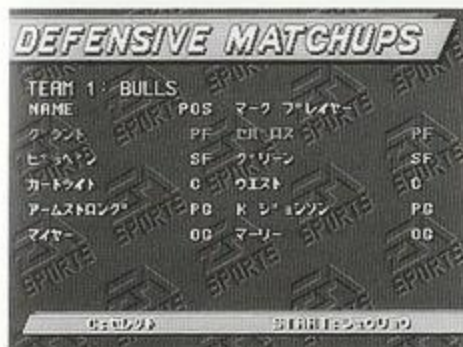 DEFENSIVE MATCHUPS
TEAM 1: BULLS
NAME POS マーク プレイヤー
グラント PF セバロス PF
ピッペン SF グリーン SF
カートライト C ウエスト C
アームストロング PG K ジョンソン PG
マイヤー OG マーリー OG
C:セレクト START:シュウリョウ
SPORTS